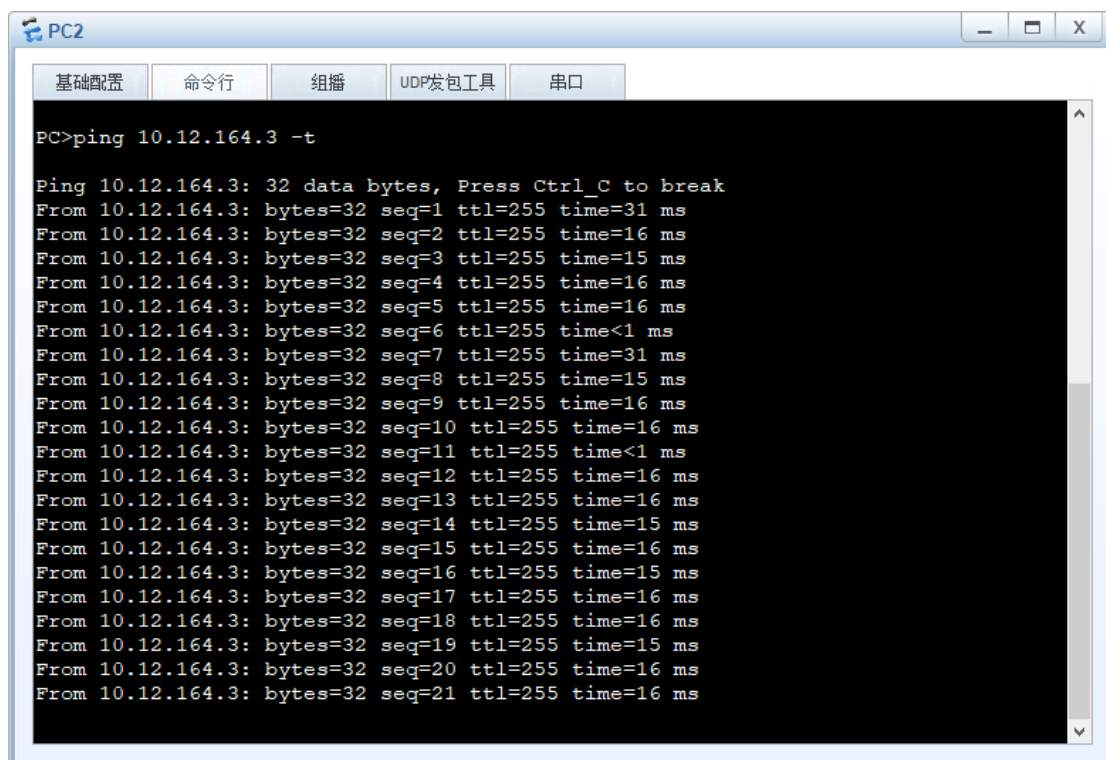 PC2
基础配置 命令行 组播 UDP发包工具 串口
PC>ping 10.12.164.3 -t
Ping 10.12.164.3: 32 data bytes, Press Ctrl_C to break
From 10.12.164.3: bytes=32 seq=1 ttl=255 time=31 ms
From 10.12.164.3: bytes=32 seq=2 ttl=255 time=16 ms
From 10.12.164.3: bytes=32 seq=3 ttl=255 time=15 ms
From 10.12.164.3: bytes=32 seq=4 ttl=255 time=16 ms
From 10.12.164.3: bytes=32 seq=5 ttl=255 time=16 ms
From 10.12.164.3: bytes=32 seq=6 ttl=255 time<1 ms
From 10.12.164.3: bytes=32 seq=7 ttl=255 time=31 ms
From 10.12.164.3: bytes=32 seq=8 ttl=255 time=15 ms
From 10.12.164.3: bytes=32 seq=9 ttl=255 time=16 ms
From 10.12.164.3: bytes=32 seq=10 ttl=255 time=16 ms
From 10.12.164.3: bytes=32 seq=11 ttl=255 time<1 ms
From 10.12.164.3: bytes=32 seq=12 ttl=255 time=16 ms
From 10.12.164.3: bytes=32 seq=13 ttl=255 time=16 ms
From 10.12.164.3: bytes=32 seq=14 ttl=255 time=15 ms
From 10.12.164.3: bytes=32 seq=15 ttl=255 time=16 ms
From 10.12.164.3: bytes=32 seq=16 ttl=255 time=15 ms
From 10.12.164.3: bytes=32 seq=17 ttl=255 time=16 ms
From 10.12.164.3: bytes=32 seq=18 ttl=255 time=16 ms
From 10.12.164.3: bytes=32 seq=19 ttl=255 time=15 ms
From 10.12.164.3: bytes=32 seq=20 ttl=255 time=16 ms
From 10.12.164.3: bytes=32 seq=21 ttl=255 time=16 ms